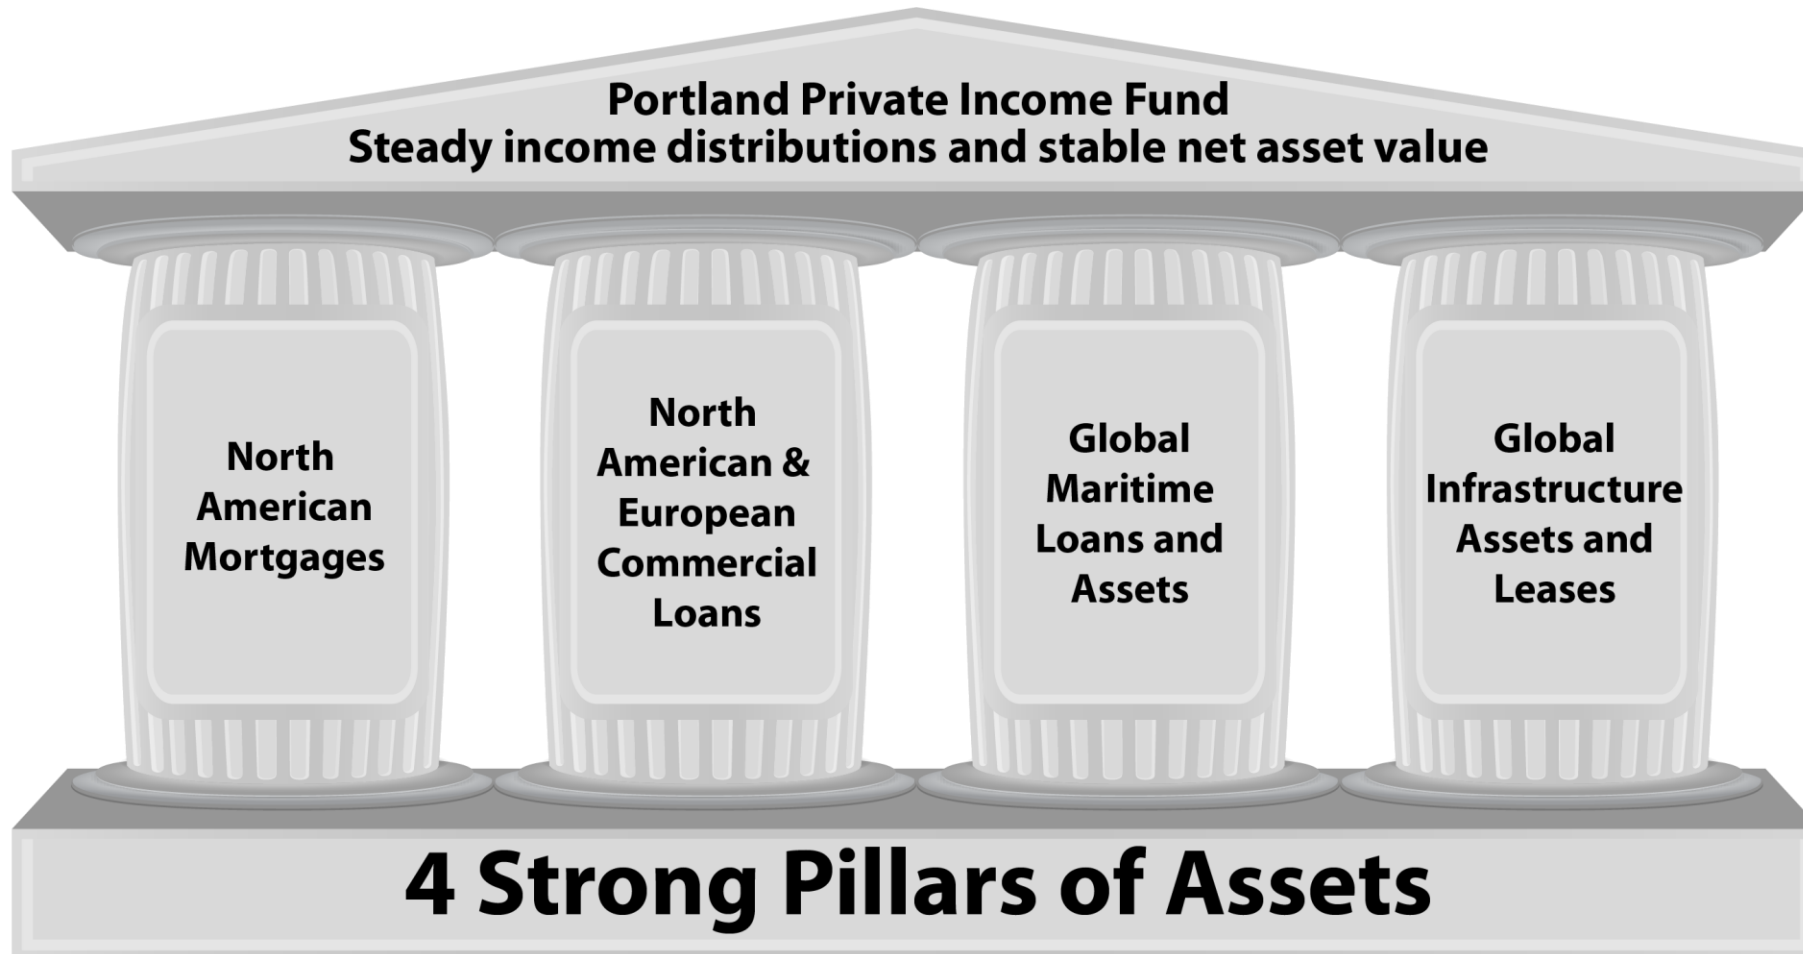 Portland Private Income Fund
Steady income distributions and stable net asset value
North
American
Mortgages
North
American &
European
Commercial
Loans
Global
Maritime
Loans and
Assets
Global
Infrastructure
Assets and
Leases
4 Strong Pillars of Assets